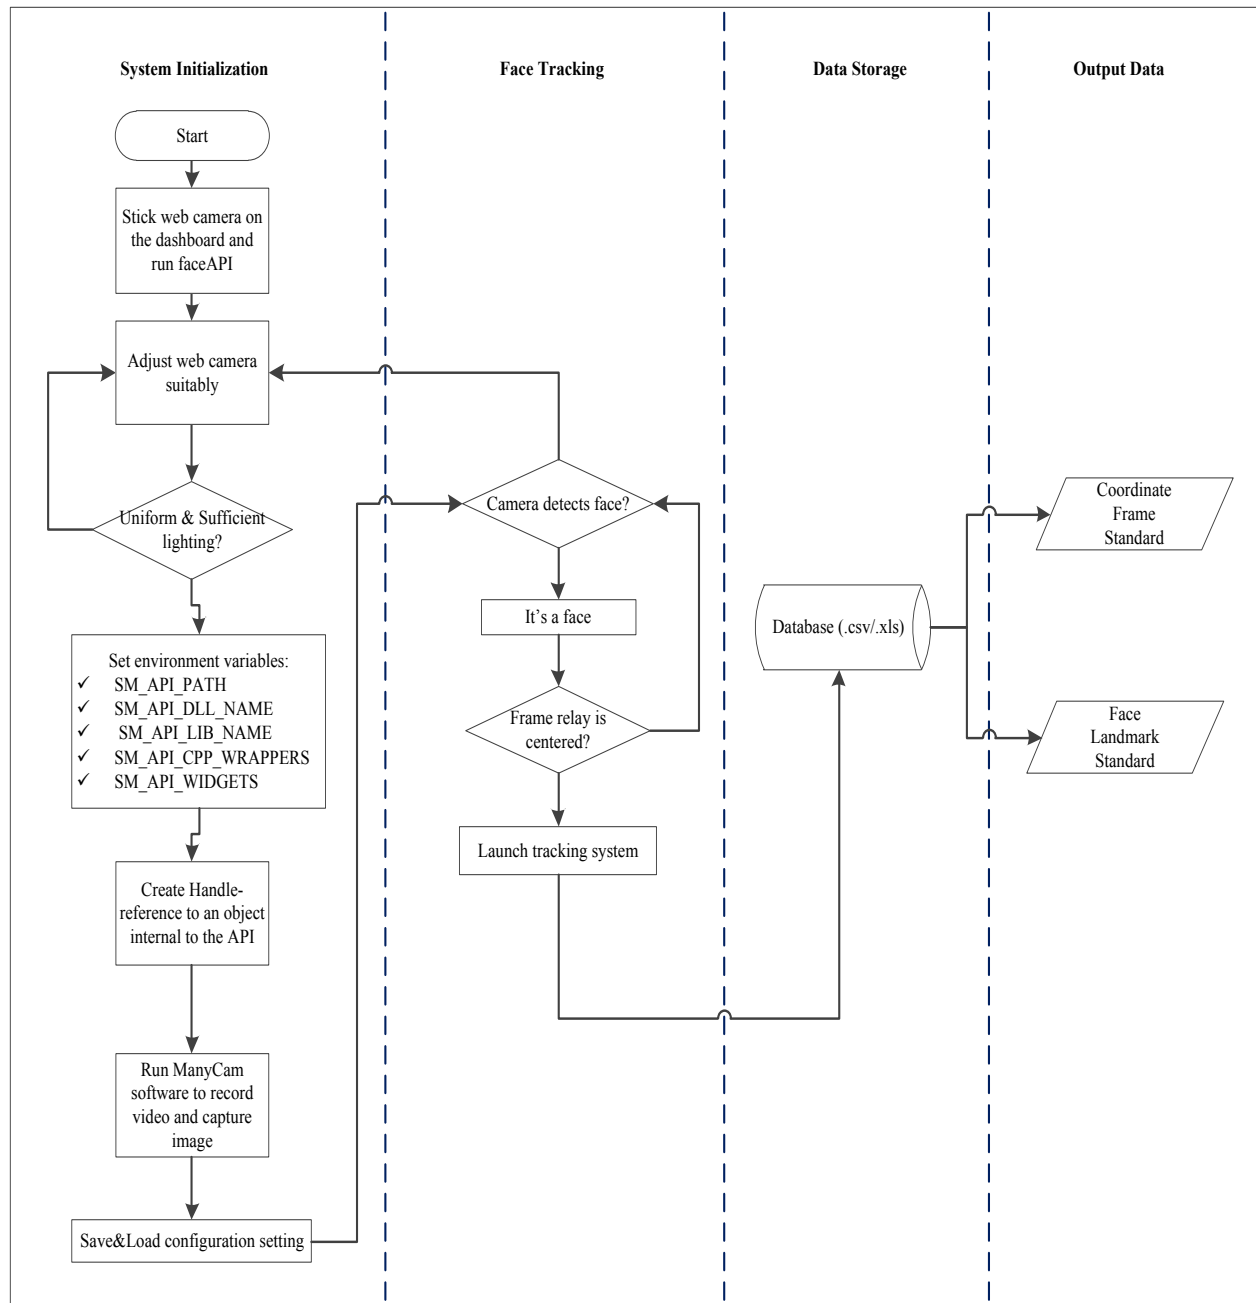 System Initialization
Face Tracking
Data Storage
Output Data
Start
Stick web camera on
the dashboard and
run faceAPI
Adjust web camera
suitably
Uniform & Sufficient
lighting?
Set environment variables:
✓ SM_API_PATH
✓ SM_API_DLL_NAME
✓ SM_API_LIB_NAME
✓ SM_API_CPP_WRAPPERS
✓ SM_API_WIDGETS
Create Handle-
reference to an object
internal to the API
Run ManyCam
software to record
video and capture
image
Save&Load configuration setting
Camera detects face?
It’s a face
Frame relay is
centered?
Launch tracking system
Database (.csv/.xls)
Coordinate
Frame
Standard
Face
Landmark
Standard